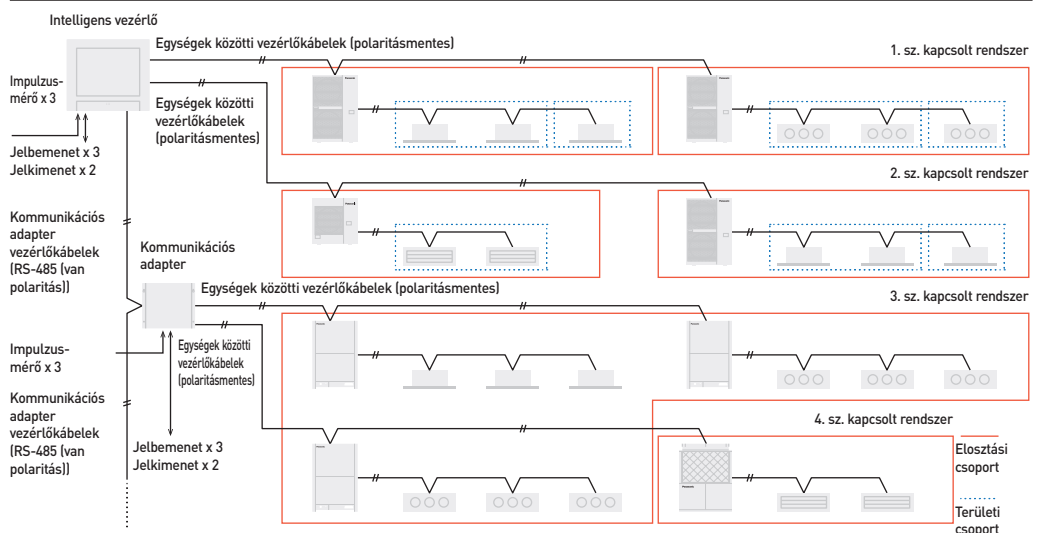 Intelligens vezérlő
Egységek közötti vezérlőkábelek (polaritásmentes)
1. sz. kapcsolt rendszer
Impulzus-
mérő x 3
Egységek közötti
vezérlőkábelek
(polaritásmentes)
Jelbemenet x 3
Jelkimenet x 2
2. sz. kapcsolt rendszer
Kommunikációs
adapter
vezérlőkábelek
(RS-485 (van
polaritás))
Kommunikációs
adapter
Egységek közötti vezérlőkábelek (polaritásmentes)
3. sz. kapcsolt rendszer
Impulzus-
mérő x 3
Egységek közötti
vezérlőkábelek
(polaritásmentes)
Kommunikációs
adapter
vezérlőkábelek
(RS-485 (van
polaritás))
Jelbemenet x 3
Jelkimenet x 2
4. sz. kapcsolt rendszer
Elosztási
csoport
Területi
csoport